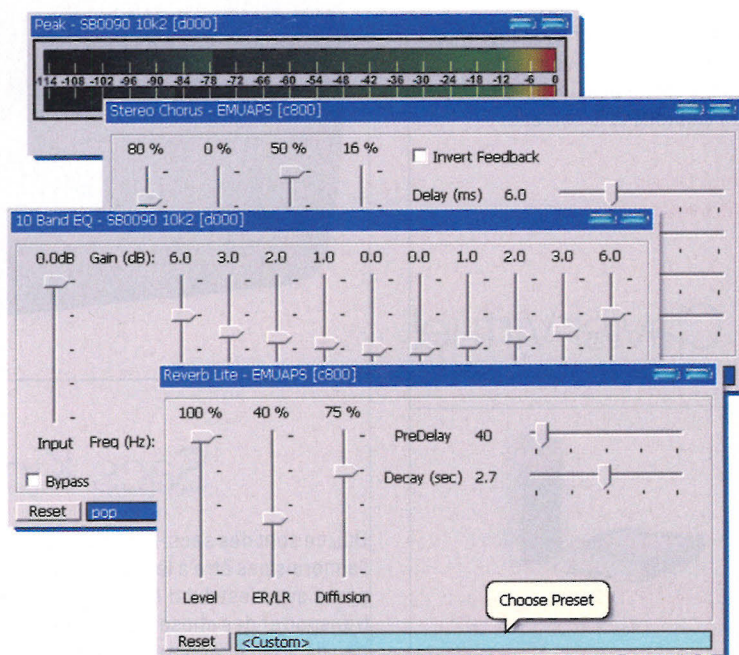 Peak - SB0090 10k2 [d000]
-114 -108 -102 -96 -90 -84 -78 -72 -66 -60 -54 -48 -42 -36 -30 -24 -18 -12 -6 0
Stereo Chorus - EMUAPS [c800]
80 % 0 % 50 % 16 %
Invert Feedback
Delay (ms) 6.0
10 Band EQ - SB0090 10k2 [d000]
0.0dB Gain (dB): 6.0 3.0 2.0 1.0 0.0 0.0 1.0 2.0 3.0 6.0
Input Freq (Hz):
Bypass
Reset pop
Reverb Lite - EMUAPS [c800]
100 % 40 % 75 %
PreDelay 40
Decay (sec) 2.7
Level ER/LR Diffusion
Choose Preset
Reset <Custom>